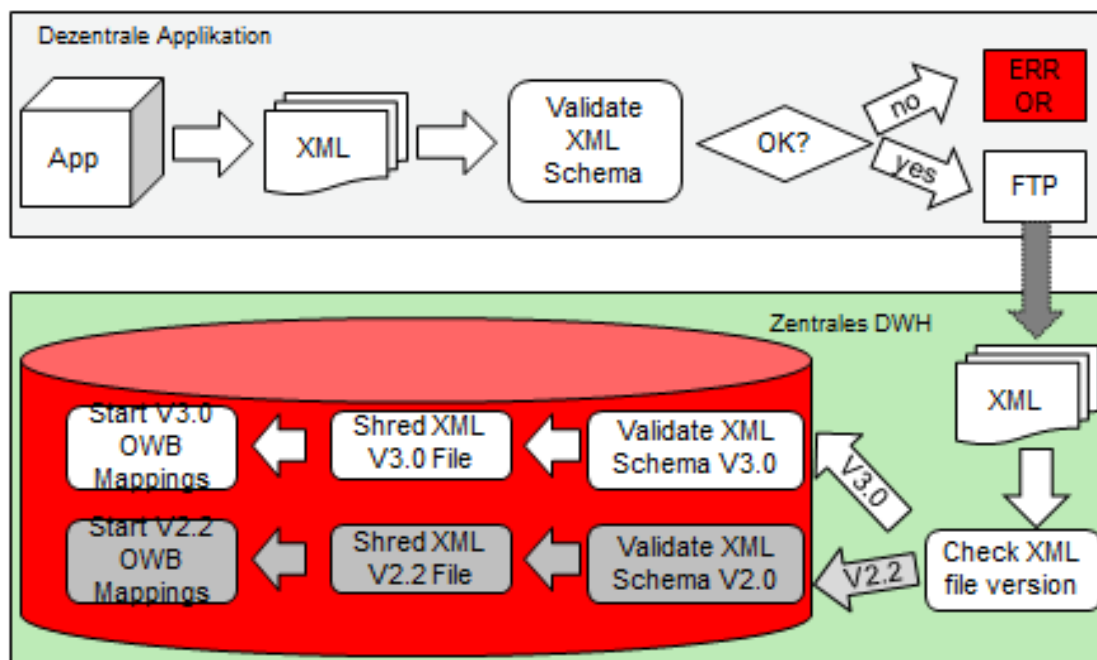 Dezentrale Applikation
App
XML
Validate
XML
Schema
OK?
no
yes
ERR
OR
FTP
Zentrales DWH
XML
Check XML
file version
V3.0
V2.2
Validate XML
Schema V3.0
Shred XML
V3.0 File
Start V3.0
OWB
Mappings
Validate XML
Schema V2.0
Shred XML
V2.2 File
Start V2.2
OWB
Mappings